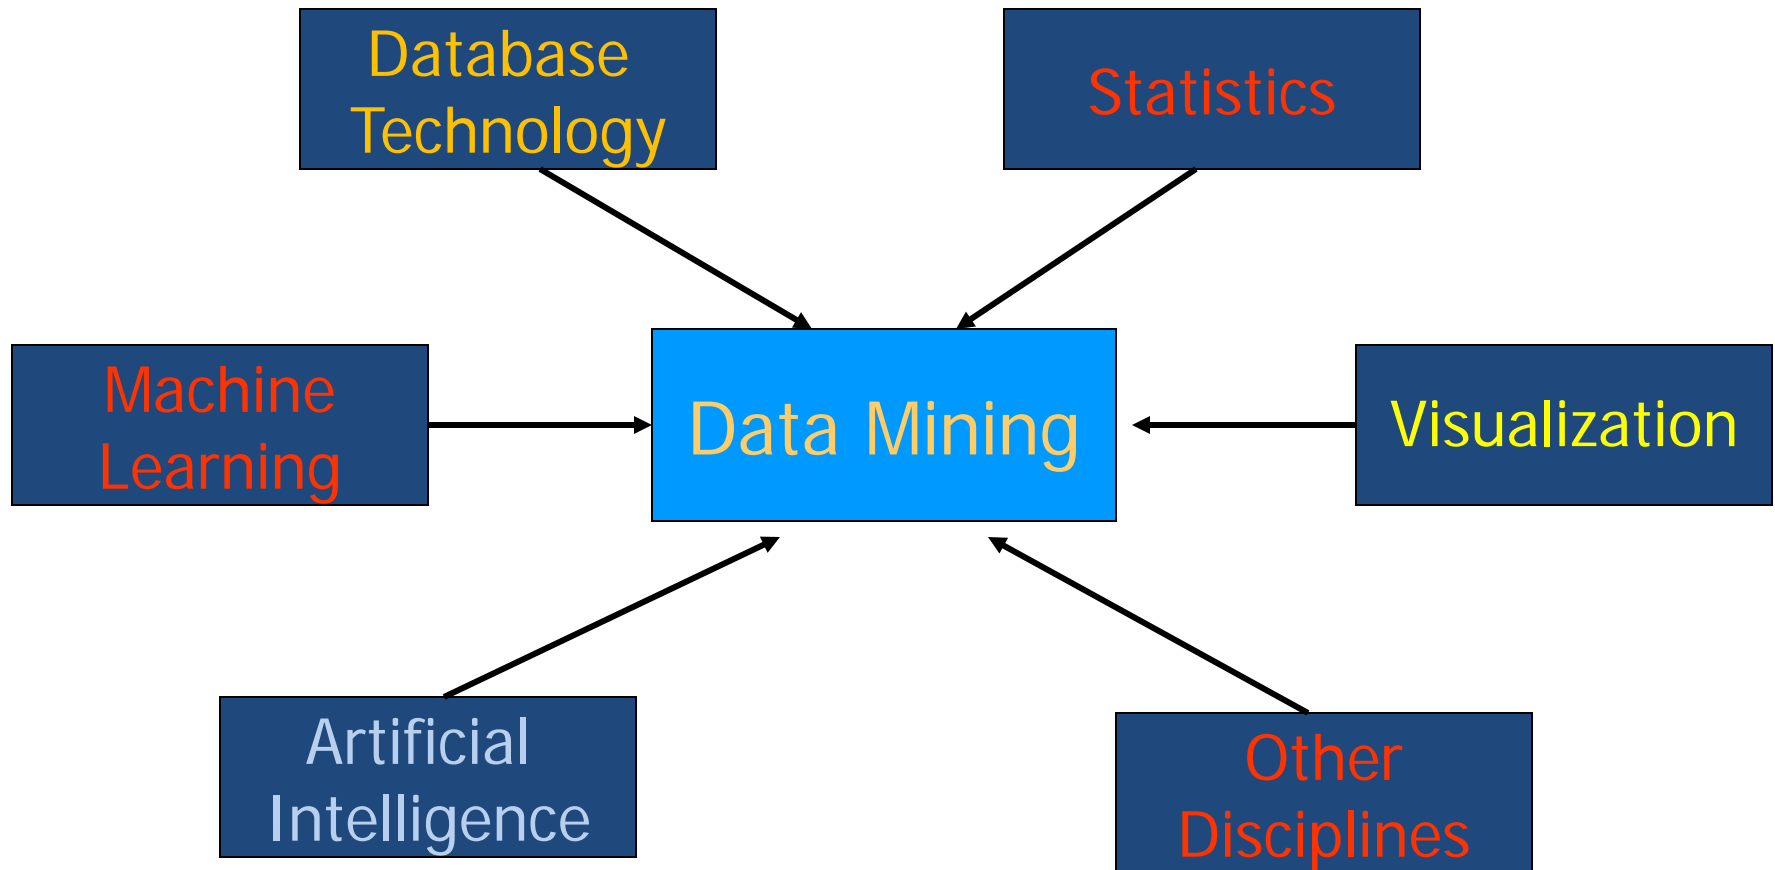 Database
Technology
Statistics
Machine
Learning
Data Mining
Visualization
Artificial
Intelligence
Other
Disciplines